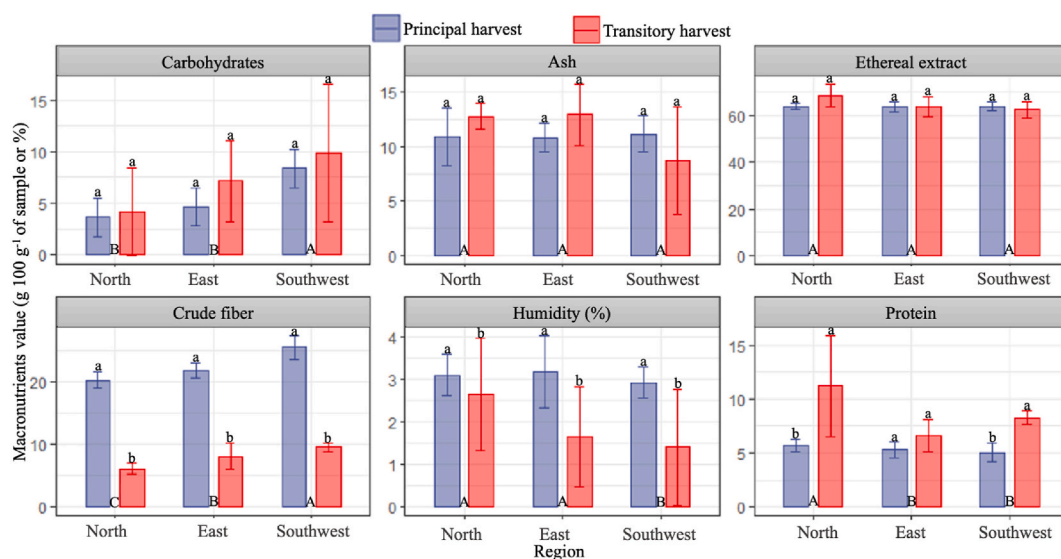 Principal harvest Transitory harvest
Carbohydrates Ash Ethereal extract
a a a a a a
15 10 5 0
B B A
North East Southwest
a a a a a a
15 10 5 0
A A A
North East Southwest
a a a a a a
60 40 20 0
A A A
North East Southwest
Crude fiber Humidity (%) Protein
a b a b a b
20 10 0
C B A
North East Southwest
a b a b a b
4 3 2 1 0
A A B
North East Southwest
b a a a b a
15 10 5 0
A B B
North East Southwest
Macronutrients value (g 100 g⁻¹ of sample or %)
Region